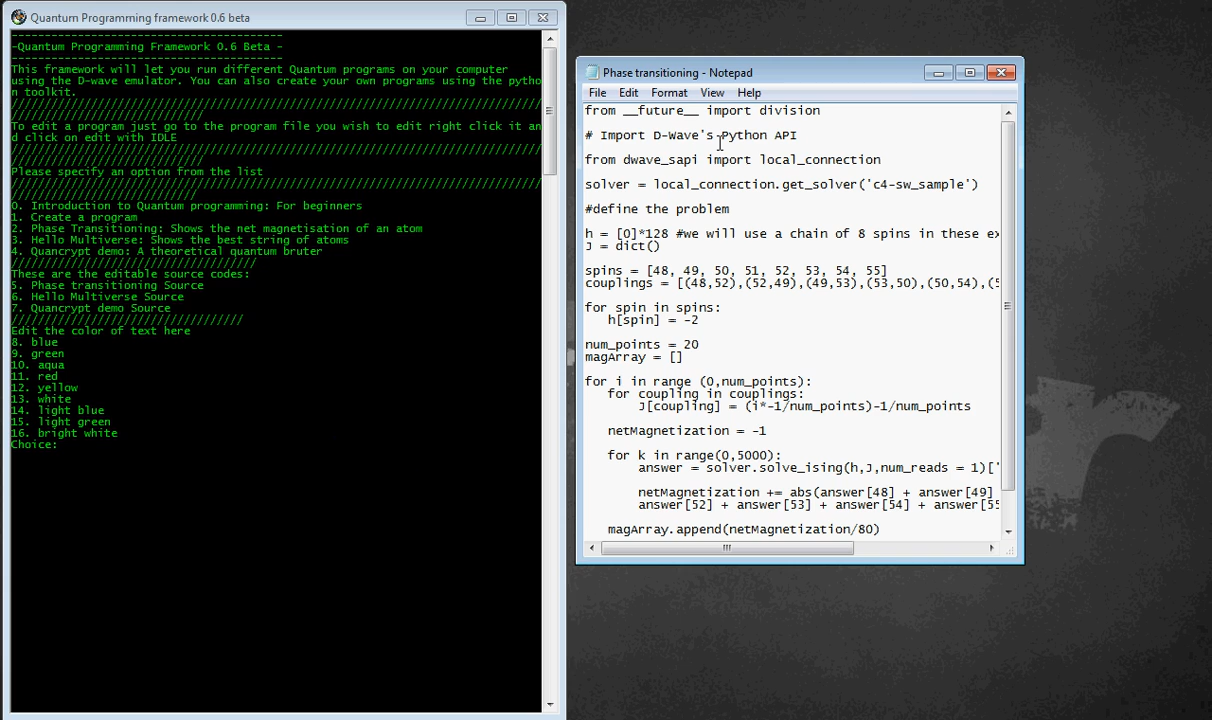 Quantum Programming framework 0.6 beta
-----------------------------------------
-Quantum Programming Framework 0.6 Beta -
-----------------------------------------
This framework will let you run different Quantum programs on your computer
using the D-wave emulator. You can also create your own programs using the pytho
n toolkit.
////////////////////////////////////////////////////////////////////////////////
/////////////////////////////
To edit a program just go to the program file you wish to edit right click it an
d click on edit with IDLE
////////////////////////////////////////////////////////////////////////////////
/////////////////////////////
Please specify an option from the list
////////////////////////////////////////////////////////////////////////////////
////////////////////////////
0. Introduction to Quantum programming: For beginners
1. Create a program
2. Phase Transitioning: Shows the net magnetisation of an atom
3. Hello Multiverse: Shows the best string of atoms
4. Quancrypt demo: A theoretical quantum bruter
/////////////////////////////////////
These are the editable source codes:
5. Phase transitioning Source
6. Hello Multiverse Source
7. Quancrypt demo Source
///////////////////////////////////
Edit the color of text here
8. blue
9. green
10. aqua
11. red
12. yellow
13. white
14. light blue
15. light green
16. bright white
Choice:
Phase transitioning - Notepad
File Edit Format View Help
from __future__ import division
# Import D-Wave's Python API
from dwave_sapi import local_connection
solver = local_connection.get_solver('c4-sw_sample')
#define the problem
h = [0]*128 #we will use a chain of 8 spins in these ex
J = dict()
spins = [48, 49, 50, 51, 52, 53, 54, 55]
couplings = [(48,52),(52,49),(49,53),(53,50),(50,54),(5
for spin in spins:
h[spin] = -2
num_points = 20
magArray = []
for i in range (0,num_points):
for coupling in couplings:
J[coupling] = (i*-1/num_points)-1/num_points
netMagnetization = -1
for k in range(0,5000):
answer = solver.solve_ising(h,J,num_reads = 1)['
netMagnetization += abs(answer[48] + answer[49]
answer[52] + answer[53] + answer[54] + answer[55
magArray.append(netMagnetization/80)